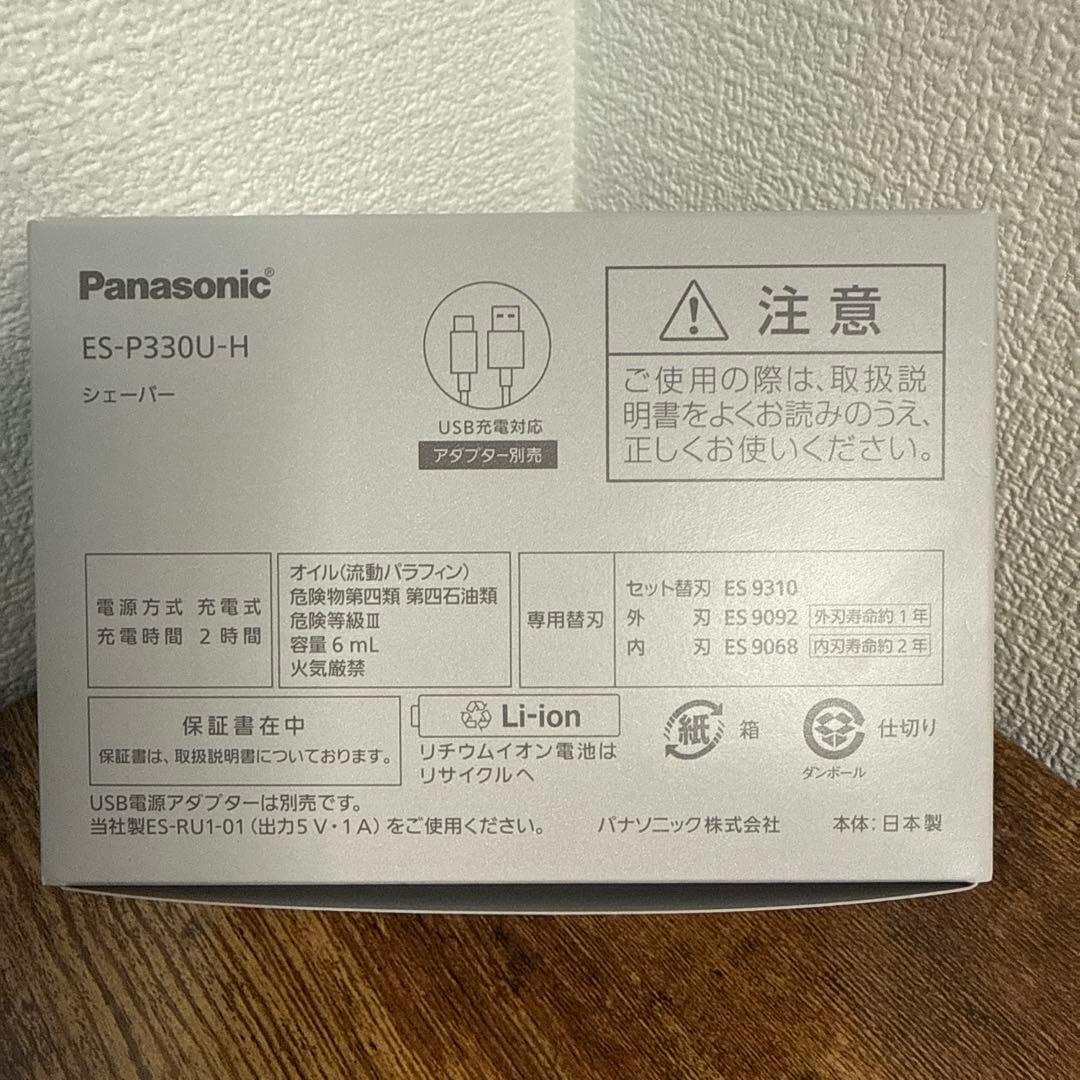 Panasonic®
ES-P330U-H
シェーバー
USB充電対応
アダプター別売
注意
ご使用の際は、取扱説
明書をよくお読みのうえ、
正しくお使いください。
電源方式 充電式
充電時間 2時間
オイル(流動パラフィン)
危険物第四類 第四石油類
危険等級Ⅲ
容量6 mL
火気厳禁
専用替刃
セット替刃 ES 9310
外 刃 ES 9092 外刃寿命約1年
内 刃 ES 9068 内刃寿命約2年
保証書在中
保証書は、取扱説明書についております。
Li-ion
リチウムイオン電池は
リサイクルへ
紙 箱
ダンボール
仕切り
USB電源アダプターは別売です。
当社製ES-RU1-01(出力5 V・1 A)をご使用ください。
パナソニック株式会社
本体:日本製